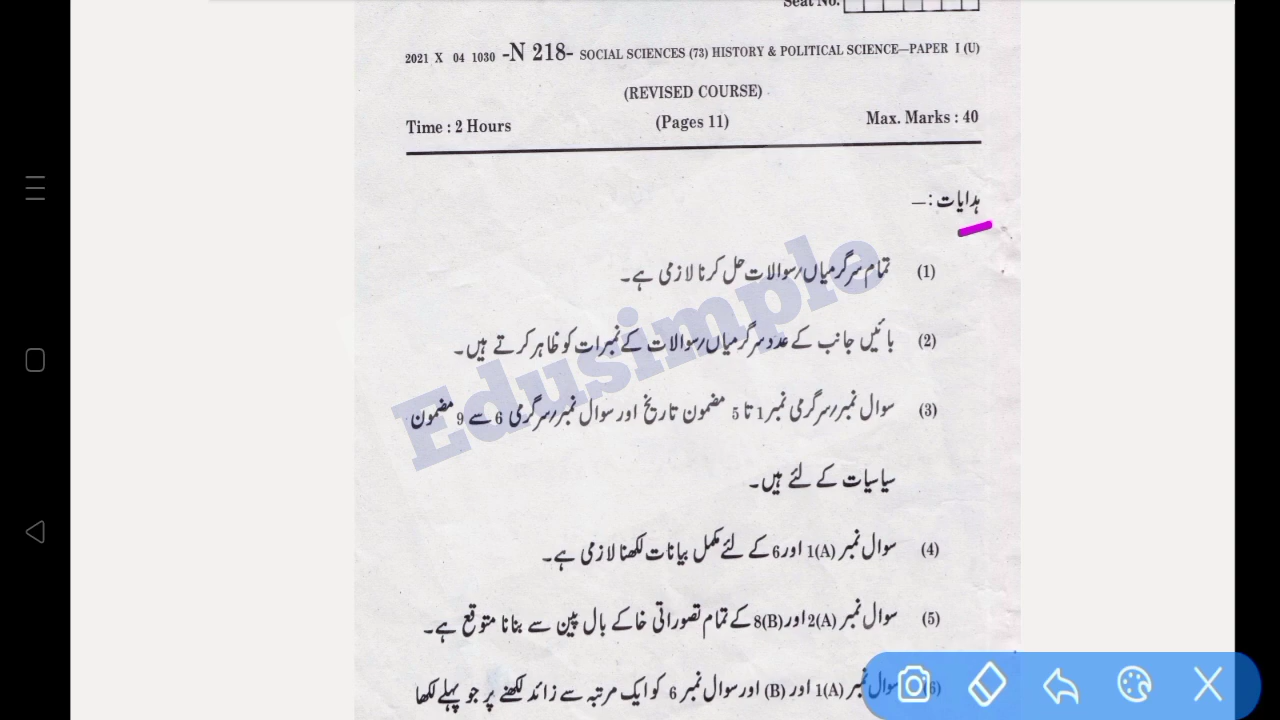 Seat No.
2021 X 04 1030 -N 218- SOCIAL SCIENCES (73) HISTORY & POLITICAL SCIENCE—PAPER I (U)
(REVISED COURSE)
Time : 2 Hours (Pages 11) Max. Marks : 40
ہدایات :—
(1) تمام سرگرمیاں/سوالات حل کرنا لازمی ہے۔
(2) بائیں جانب کے عدد سرگرمیاں/سوالات کے نمبرات کو ظاہر کرتے ہیں۔
(3) سوال نمبر/سرگرمی نمبر 1 تا 5 مضمون تاریخ اور سوال نمبر/سرگرمی 6 سے 9 مضمون
سیاسیات کے لئے ہیں۔
(4) سوال نمبر 1(A) اور 6 کے لئے مکمل بیانات لکھنا لازمی ہے۔
(5) سوال نمبر 2(A) اور 8(B) کے تمام تصوراتی خاکے بال پین سے بنانا متوقع ہے۔
(6) سوال نمبر 1(A) اور (B) اور سوال نمبر 6 کو ایک مرتبہ سے زائد لکھنے پر جو پہلے لکھا
Edusimple